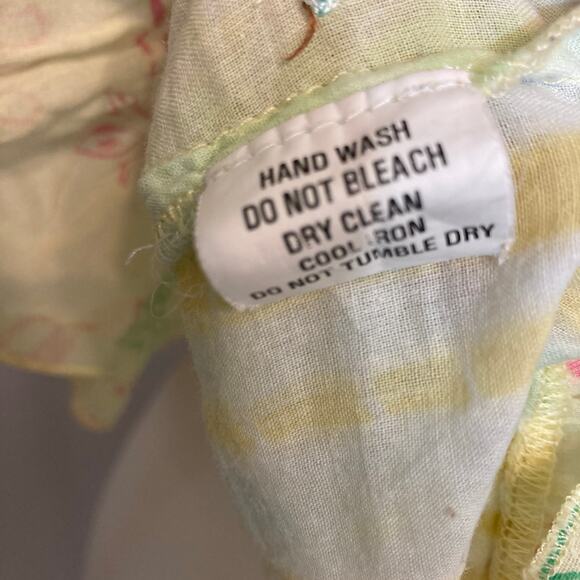 HAND WASH
DO NOT BLEACH
DRY CLEAN
COOL IRON
DO NOT TUMBLE DRY